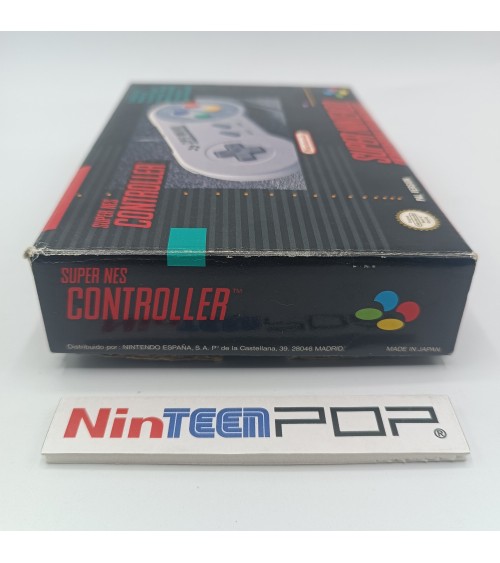 SUPER NES
CONTROLLER
Nintendo
SUPER NES
CONTROLLER™
Distribuido por: NINTENDO ESPAÑA, S.A. Pº de la Castellana, 39, 28046 MADRID
MADE IN JAPAN
NinTEENPOP®